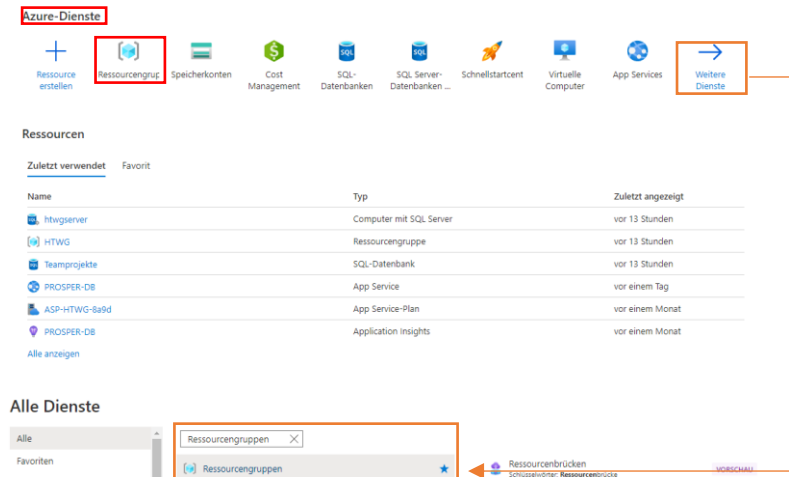 Azure-Dienste
Ressource erstellen
Ressourcengrup
Speicherkonten
Cost Management
SQL-Datenbanken
SQL Server-Datenbanken ...
Schnellstartcent
Virtuelle Computer
App Services
Weitere Dienste
Ressourcen
Zuletzt verwendet Favorit
Name Typ Zuletzt angezeigt
htwgserver Computer mit SQL Server vor 13 Stunden
HTWG Ressourcengruppe vor 13 Stunden
Teamprojekte SQL-Datenbank vor 13 Stunden
PROSPER-DB App Service vor einem Tag
ASP-HTWG-8a9d App Service-Plan vor einem Monat
PROSPER-DB Application Insights vor einem Monat
Alle anzeigen
Alle Dienste
Alle
Favoriten
Ressourcengruppen
Ressourcengruppen
Ressourcenbrücken
Schlüsselwörter: Ressourcenbrücke
VORSCHAU